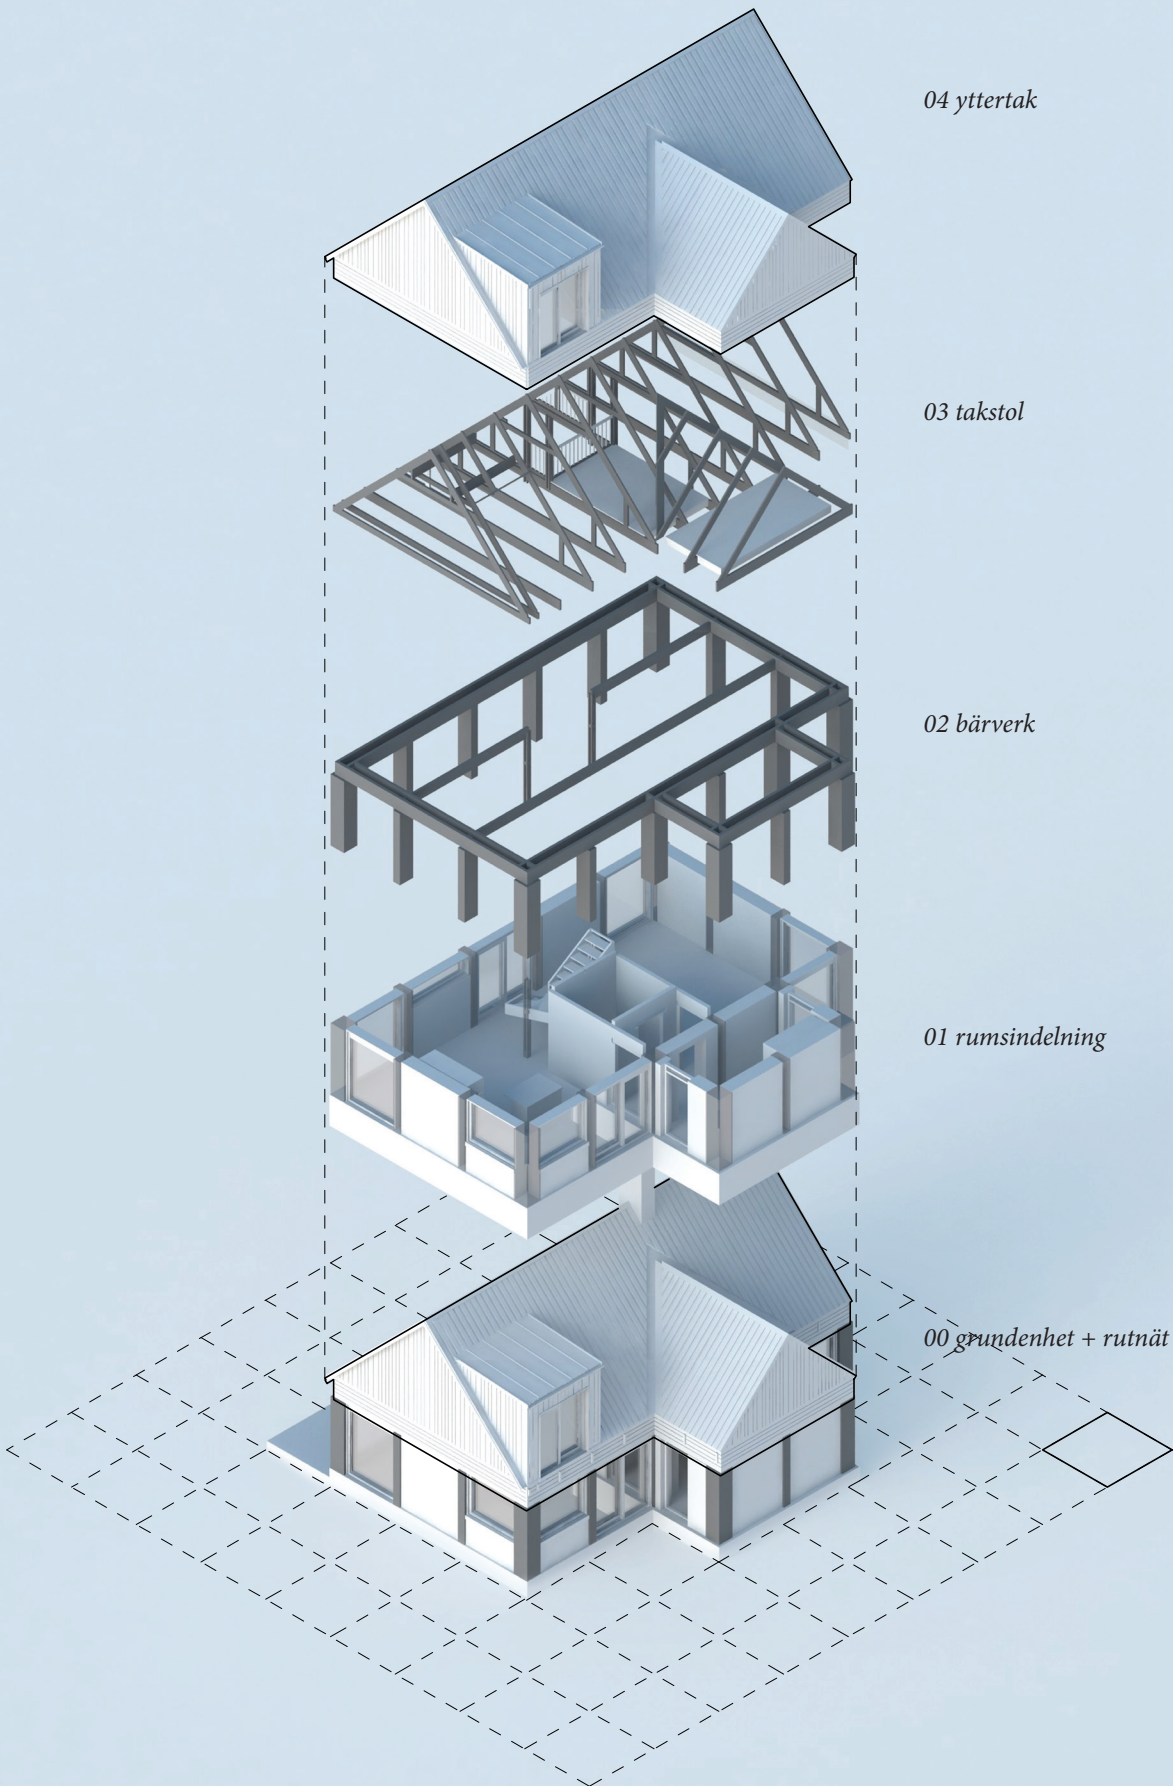 04 yttertak
03 takstol
02 bärverk
01 rumsindelning
00 grundenhet + rutnät